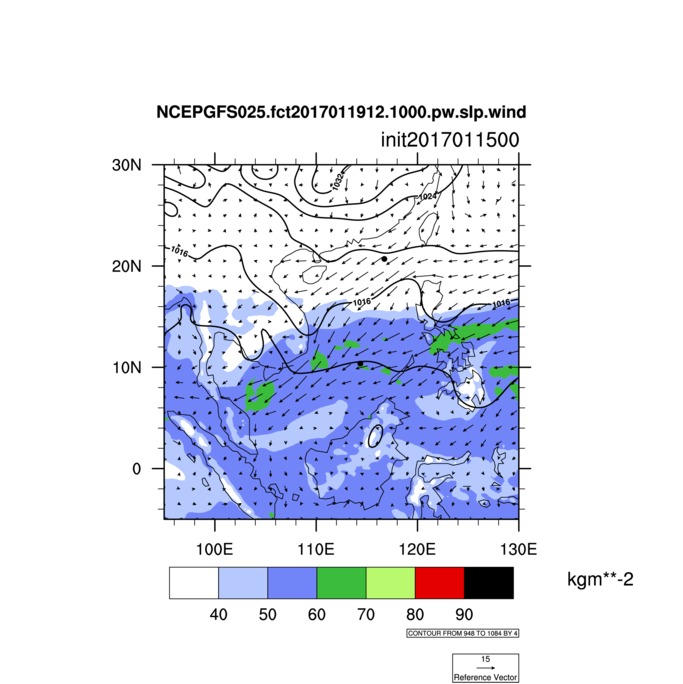 NCEPGFS025.fct2017011912.1000.pw.slp.wind
init2017011500
30N
1032
1024
1016
20N
1016
1016
10N
0
100E
110E
120E
130E
kgm**-2
40
50
60
70
80
90
CONTOUR FROM 948 TO 1084 BY 4
15
Reference Vector